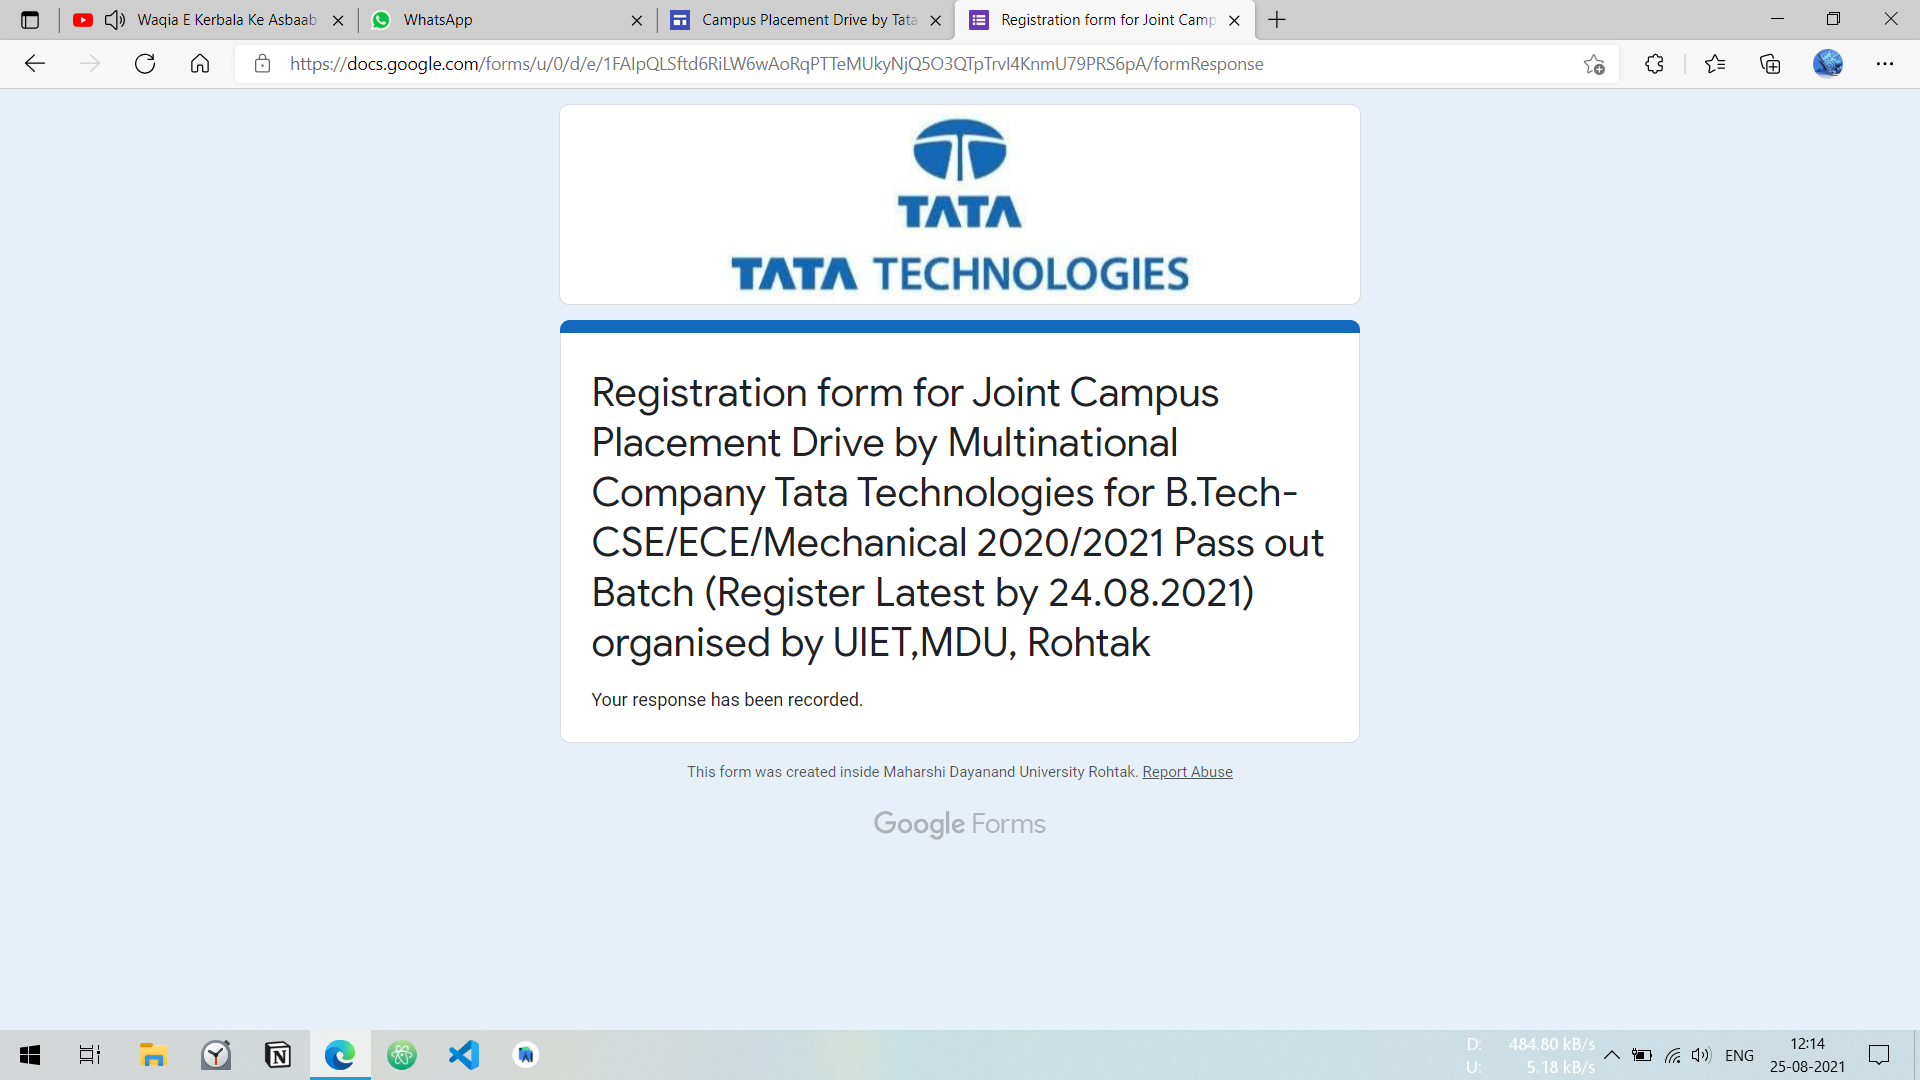 Waqia E Kerbala Ke Asbaab
WhatsApp
Campus Placement Drive by Tata
Registration form for Joint Camp
https://docs.google.com/forms/u/0/d/e/1FAIpQLSftd6RiLW6wAoRqPTTeMUkyNjQ5O3QTpTrvI4KnmU79PRS6pA/formResponse
TATA
TATA TECHNOLOGIES
Registration form for Joint Campus
Placement Drive by Multinational
Company Tata Technologies for B.Tech-
CSE/ECE/Mechanical 2020/2021 Pass out
Batch (Register Latest by 24.08.2021)
organised by UIET,MDU, Rohtak
Your response has been recorded.
This form was created inside Maharshi Dayanand University Rohtak. Report Abuse
Google Forms
D: 484.80 kB/s
U: 5.18 kB/s
ENG
12:14
25-08-2021